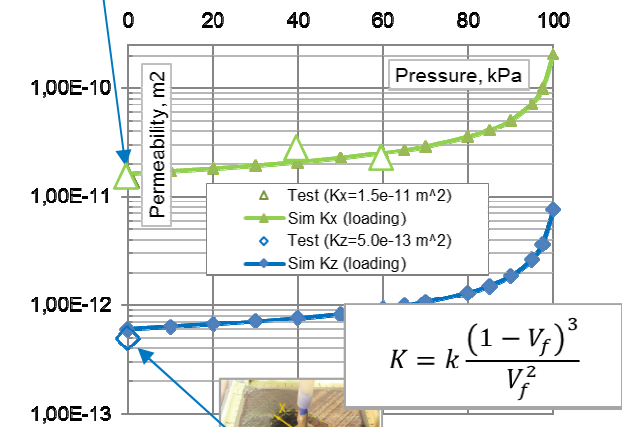 0 20 40 60 80 100
Pressure, kPa
Permeability, m2
1,00E-10
1,00E-11
1,00E-12
1,00E-13
Test (Kx=1.5e-11 m^2)
Sim Kx (loading)
Test (Kz=5.0e-13 m^2)
Sim Kz (loading)
K = k (1 − V_f)^3 / V_f^2